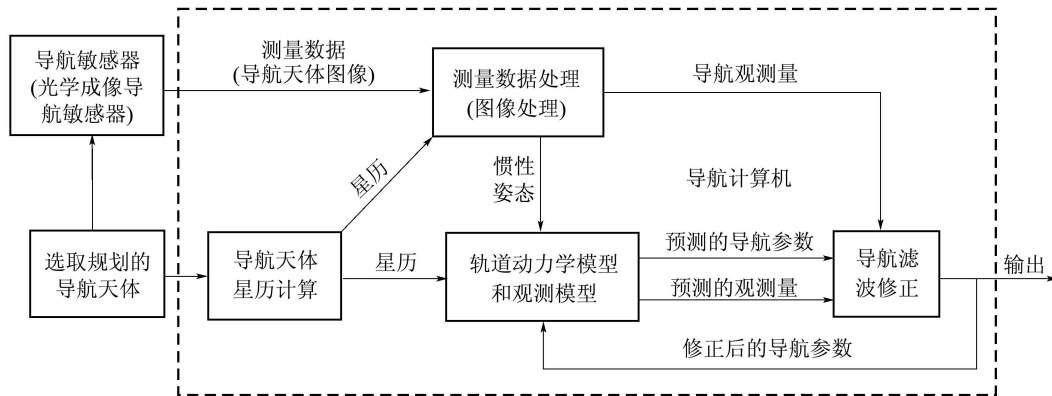 导航敏感器
(光学成像导
航敏感器)
测量数据
(导航天体图像)
测量数据处理
(图像处理)
导航观测量
星历
惯性
姿态
导航计算机
选取规划的
导航天体
导航天体
星历计算
星历
轨道动力学模型
和观测模型
预测的导航参数
预测的观测量
导航滤
波修正
输出
修正后的导航参数